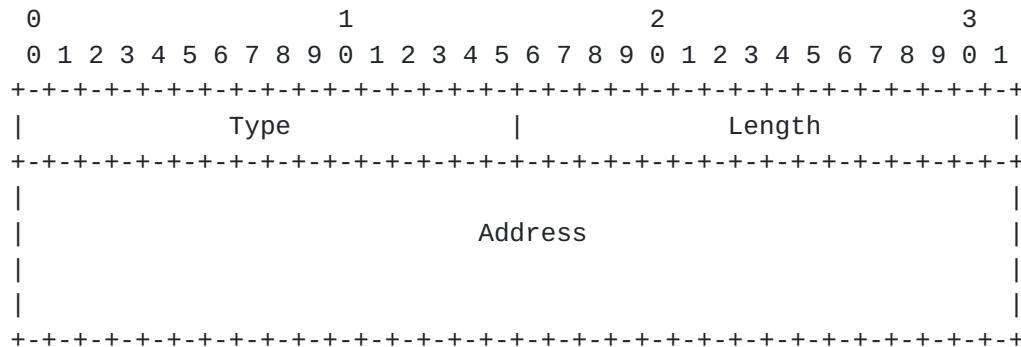 0                   1                   2                   3
 0 1 2 3 4 5 6 7 8 9 0 1 2 3 4 5 6 7 8 9 0 1 2 3 4 5 6 7 8 9 0 1
+-+-+-+-+-+-+-+-+-+-+-+-+-+-+-+-+-+-+-+-+-+-+-+-+-+-+-+-+-+-+-+-+
|             Type              |             Length            |
+-+-+-+-+-+-+-+-+-+-+-+-+-+-+-+-+-+-+-+-+-+-+-+-+-+-+-+-+-+-+-+-+
|                                                               |
|                             Address                           |
|                                                               |
|                                                               |
+-+-+-+-+-+-+-+-+-+-+-+-+-+-+-+-+-+-+-+-+-+-+-+-+-+-+-+-+-+-+-+-+